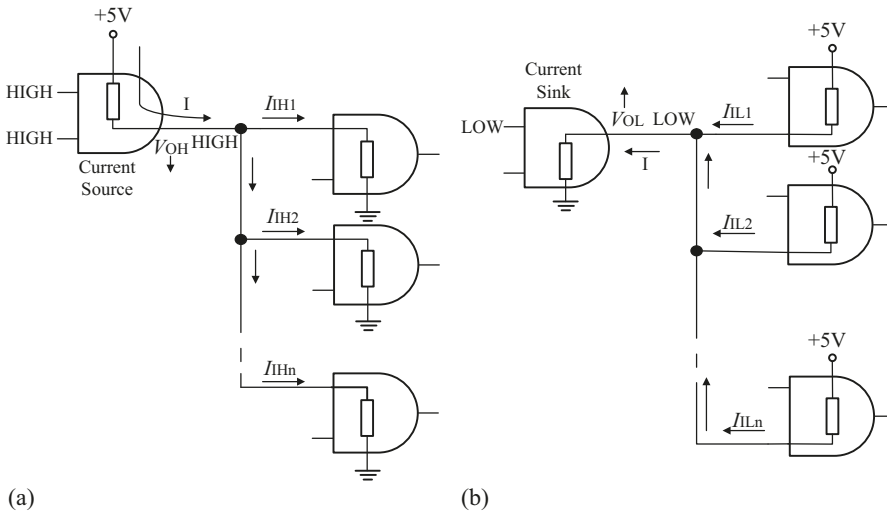 +5V
HIGH
HIGH
I
VOH
HIGH
Current
Source
IIH1
IIH2
IIHn
(a)
Current
Sink
LOW
VOL
LOW
I
+5V
IIL1
+5V
IIL2
+5V
IILn
(b)